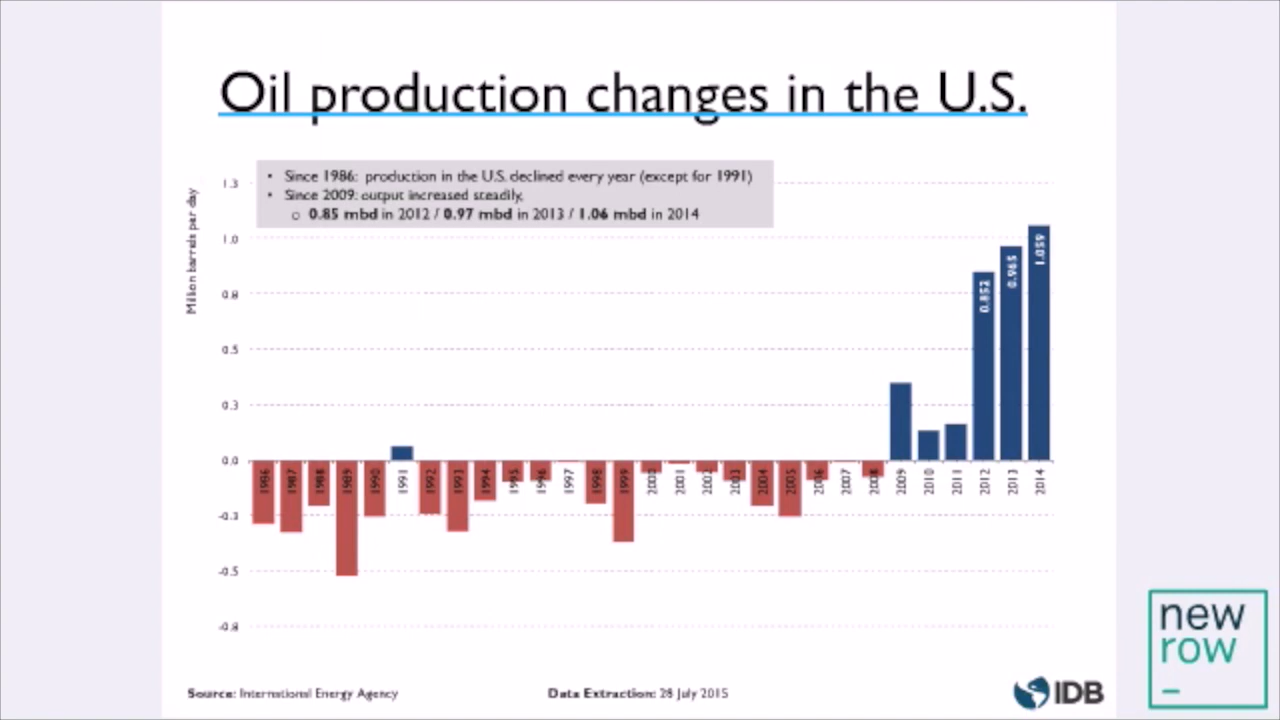 Oil production changes in the U.S.
• Since 1986: production in the U.S. declined every year (except for 1991)
• Since 2009: output increased steadily,
o 0.85 mbd in 2012 / 0.97 mbd in 2013 / 1.06 mbd in 2014
Million barrels per day
1.3
1.0
0.8
0.5
0.3
0.0
-0.3
-0.5
-0.8
0.852
0.965
1.059
1986 1987 1988 1989 1990 1991 1992 1993 1994 1995 1996 1997 1998 1999 2000 2001 2002 2003 2004 2005 2006 2007 2008 2009 2010 2011 2012 2013 2014
Source: International Energy Agency
Data Extraction: 28 July 2015
IDB
new
row